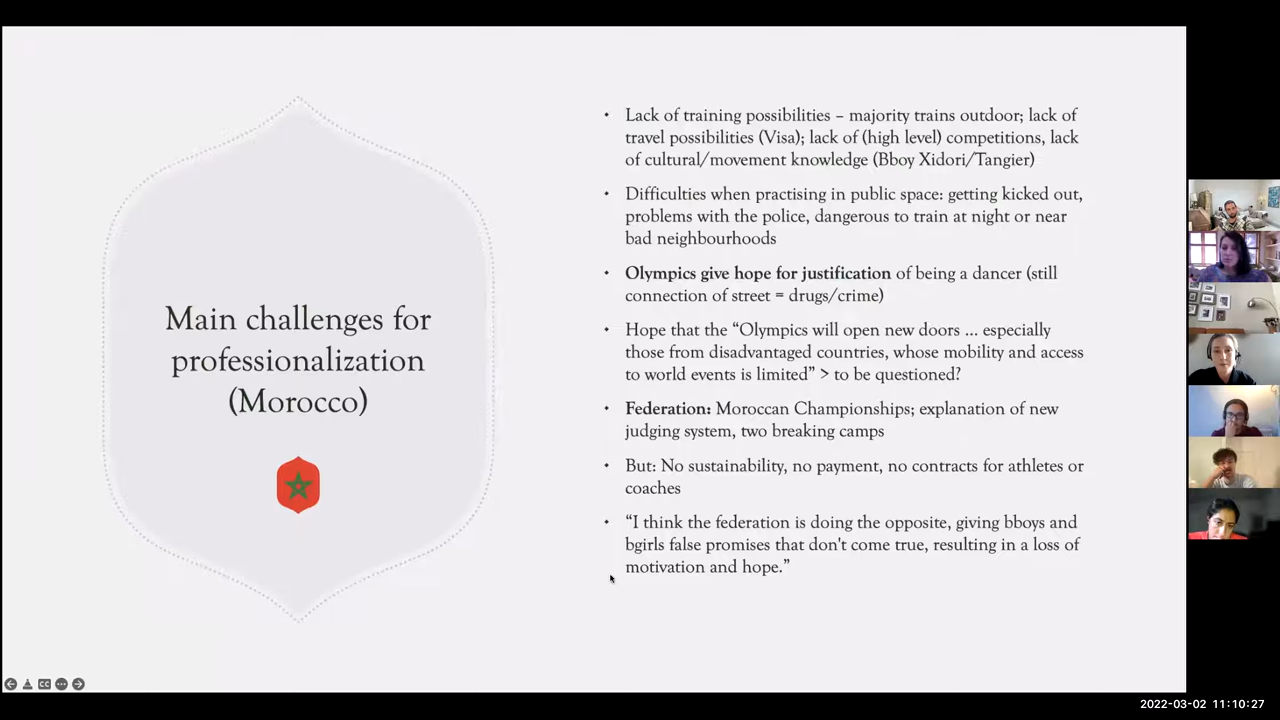 Main challenges for
professionalization
(Morocco)
Lack of training possibilities – majority trains outdoor; lack of
travel possibilities (Visa); lack of (high level) competitions, lack
of cultural/movement knowledge (Bboy Xidori/Tangier)
Difficulties when practising in public space: getting kicked out,
problems with the police, dangerous to train at night or near
bad neighbourhoods
Olympics give hope for justification of being a dancer (still
connection of street = drugs/crime)
Hope that the “Olympics will open new doors ... especially
those from disadvantaged countries, whose mobility and access
to world events is limited” > to be questioned?
Federation: Moroccan Championships; explanation of new
judging system, two breaking camps
But: No sustainability, no payment, no contracts for athletes or
coaches
“I think the federation is doing the opposite, giving bboys and
bgirls false promises that don't come true, resulting in a loss of
motivation and hope.”
CC
2022-03-02 11:10:27